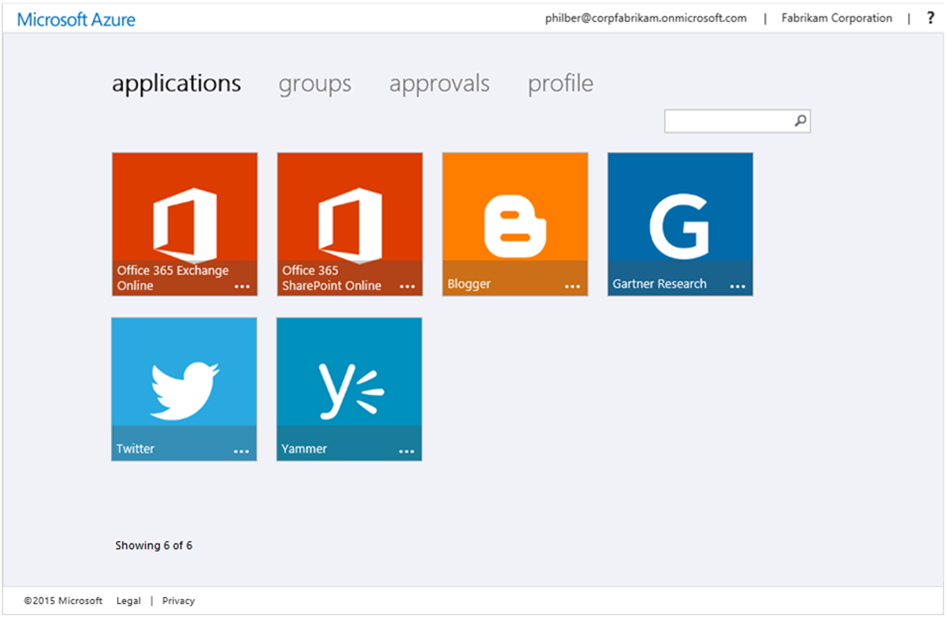 Microsoft Azure
philber@corpfabrikam.onmicrosoft.com | Fabrikam Corporation | ?
applications groups approvals profile
Office 365 Exchange
Online ...
Office 365
SharePoint Online ...
Blogger ...
G
Gartner Research ...
Twitter ...
Yammer ...
Showing 6 of 6
©2015 Microsoft Legal | Privacy